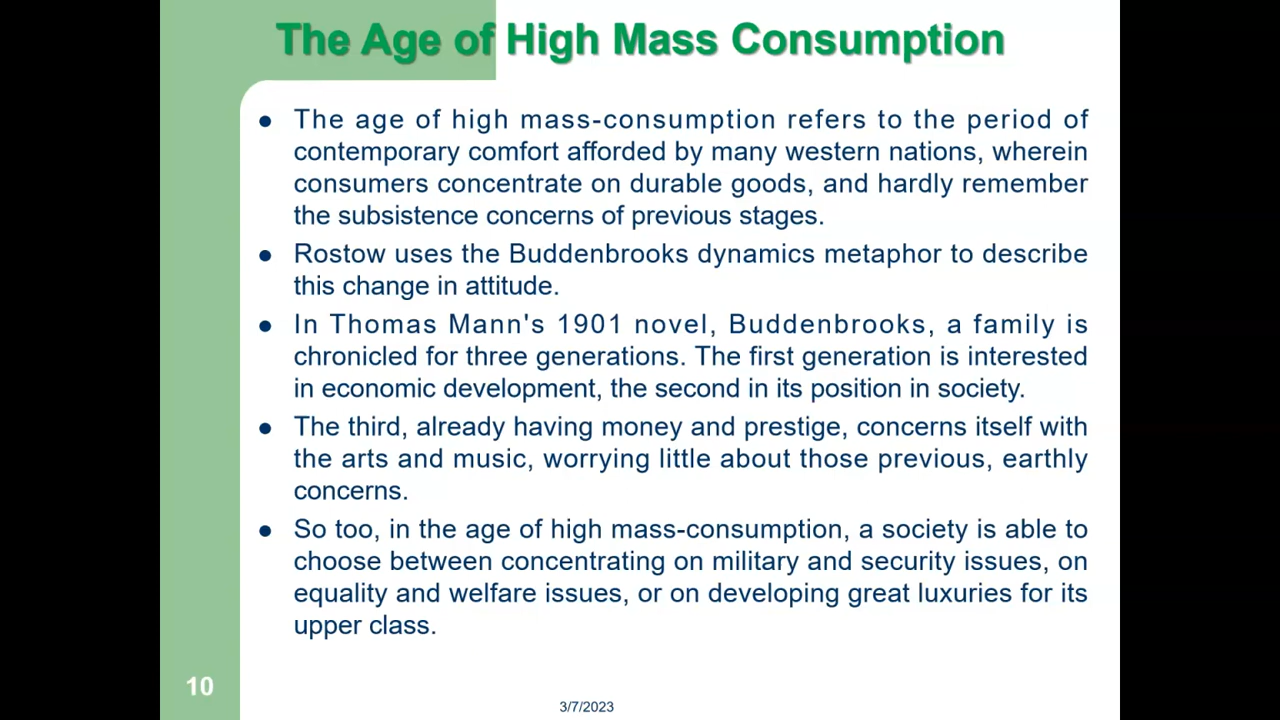 The Age of High Mass Consumption
● The age of high mass-consumption refers to the period of
contemporary comfort afforded by many western nations, wherein
consumers concentrate on durable goods, and hardly remember
the subsistence concerns of previous stages.
● Rostow uses the Buddenbrooks dynamics metaphor to describe
this change in attitude.
● In Thomas Mann's 1901 novel, Buddenbrooks, a family is
chronicled for three generations. The first generation is interested
in economic development, the second in its position in society.
● The third, already having money and prestige, concerns itself with
the arts and music, worrying little about those previous, earthly
concerns.
● So too, in the age of high mass-consumption, a society is able to
choose between concentrating on military and security issues, on
equality and welfare issues, or on developing great luxuries for its
upper class.
10
3/7/2023